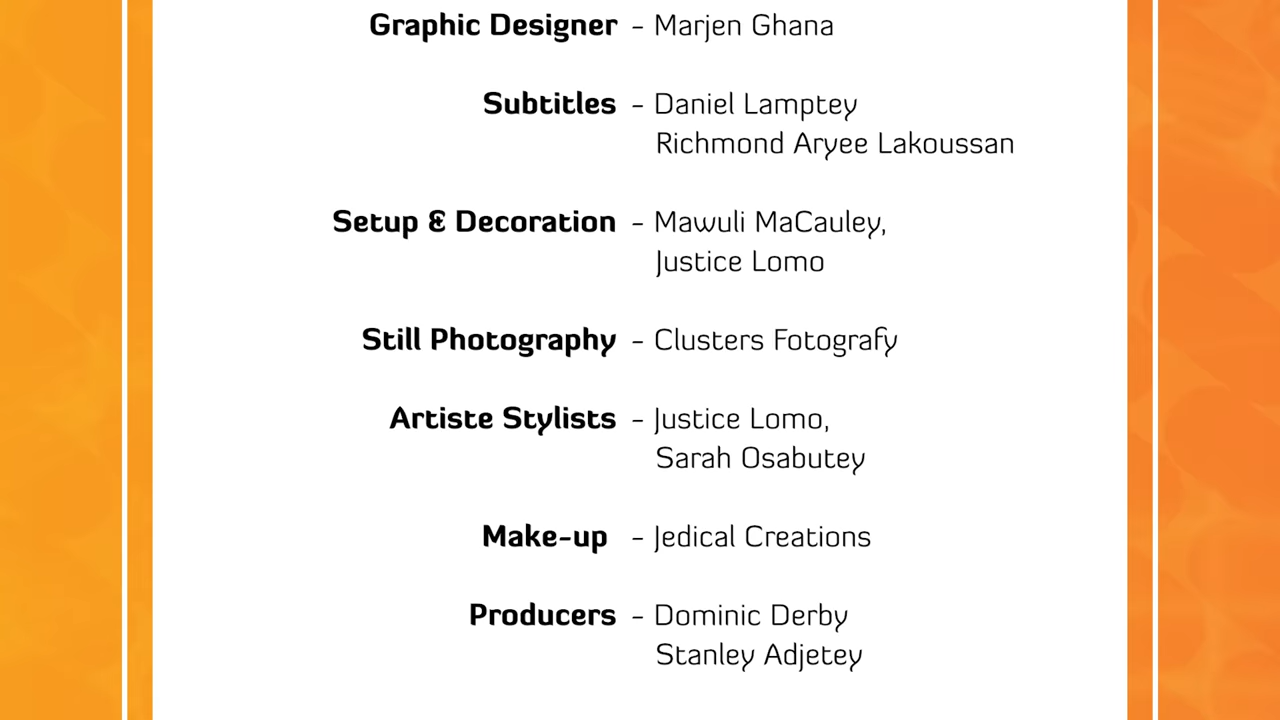 Graphic Designer - Marjen Ghana
Subtitles - Daniel Lamptey
Richmond Aryee Lakoussan
Setup & Decoration - Mawuli MaCauley,
Justice Lomo
Still Photography - Clusters Fotografy
Artiste Stylists - Justice Lomo,
Sarah Osabutey
Make-up - Jedical Creations
Producers - Dominic Derby
Stanley Adjetey